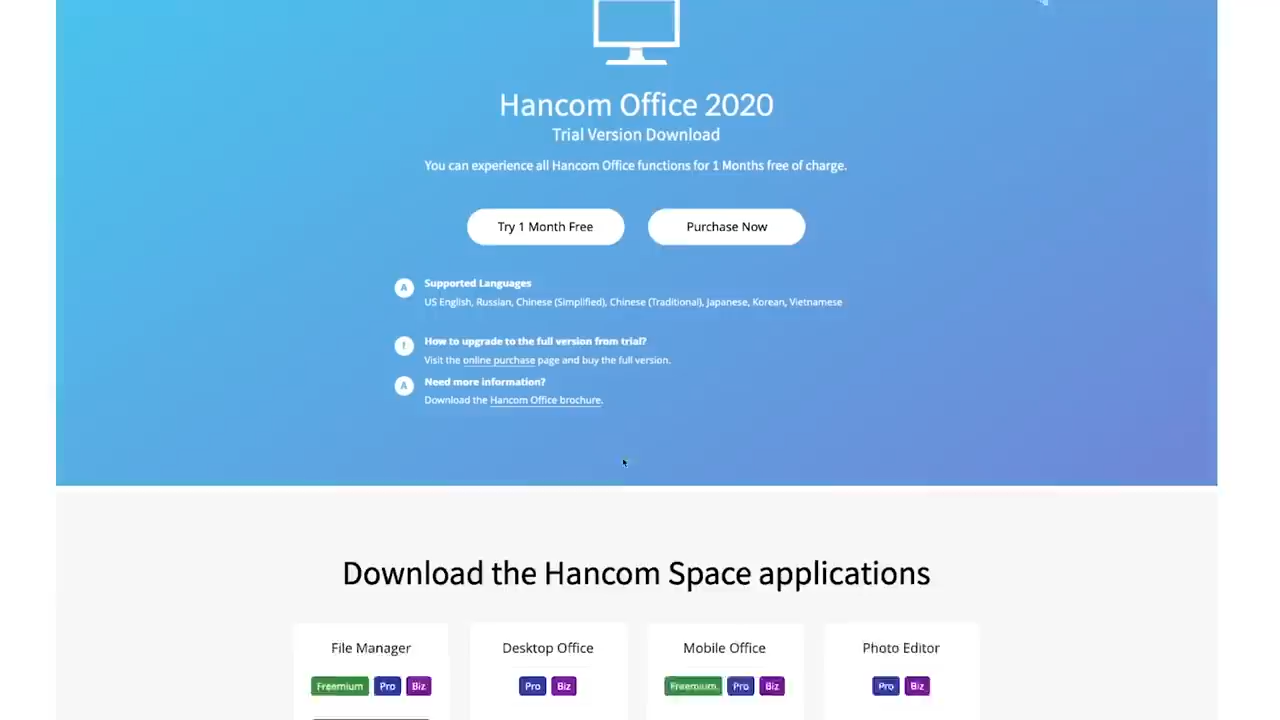 Hancom Office 2020
Trial Version Download
You can experience all Hancom Office functions for 1 Months free of charge.
Try 1 Month Free
Purchase Now
A
Supported Languages
US English, Russian, Chinese (Simplified), Chinese (Traditional), Japanese, Korean, Vietnamese
!
How to upgrade to the full version from trial?
Visit the online purchase page and buy the full version.
A
Need more information?
Download the Hancom Office brochure.
Download the Hancom Space applications
File Manager
Freemium Pro Biz
Desktop Office
Pro Biz
Mobile Office
Freemium Pro Biz
Photo Editor
Pro Biz